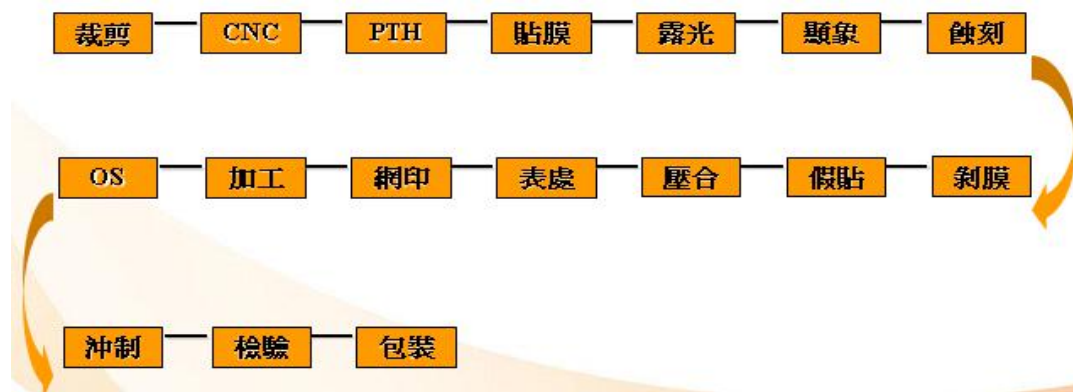 裁剪 CNC PTH 貼膜 露光 顯象 蝕刻
OS 加工 網印 表處 壓合 假貼 剝膜
沖制 檢驗 包裝